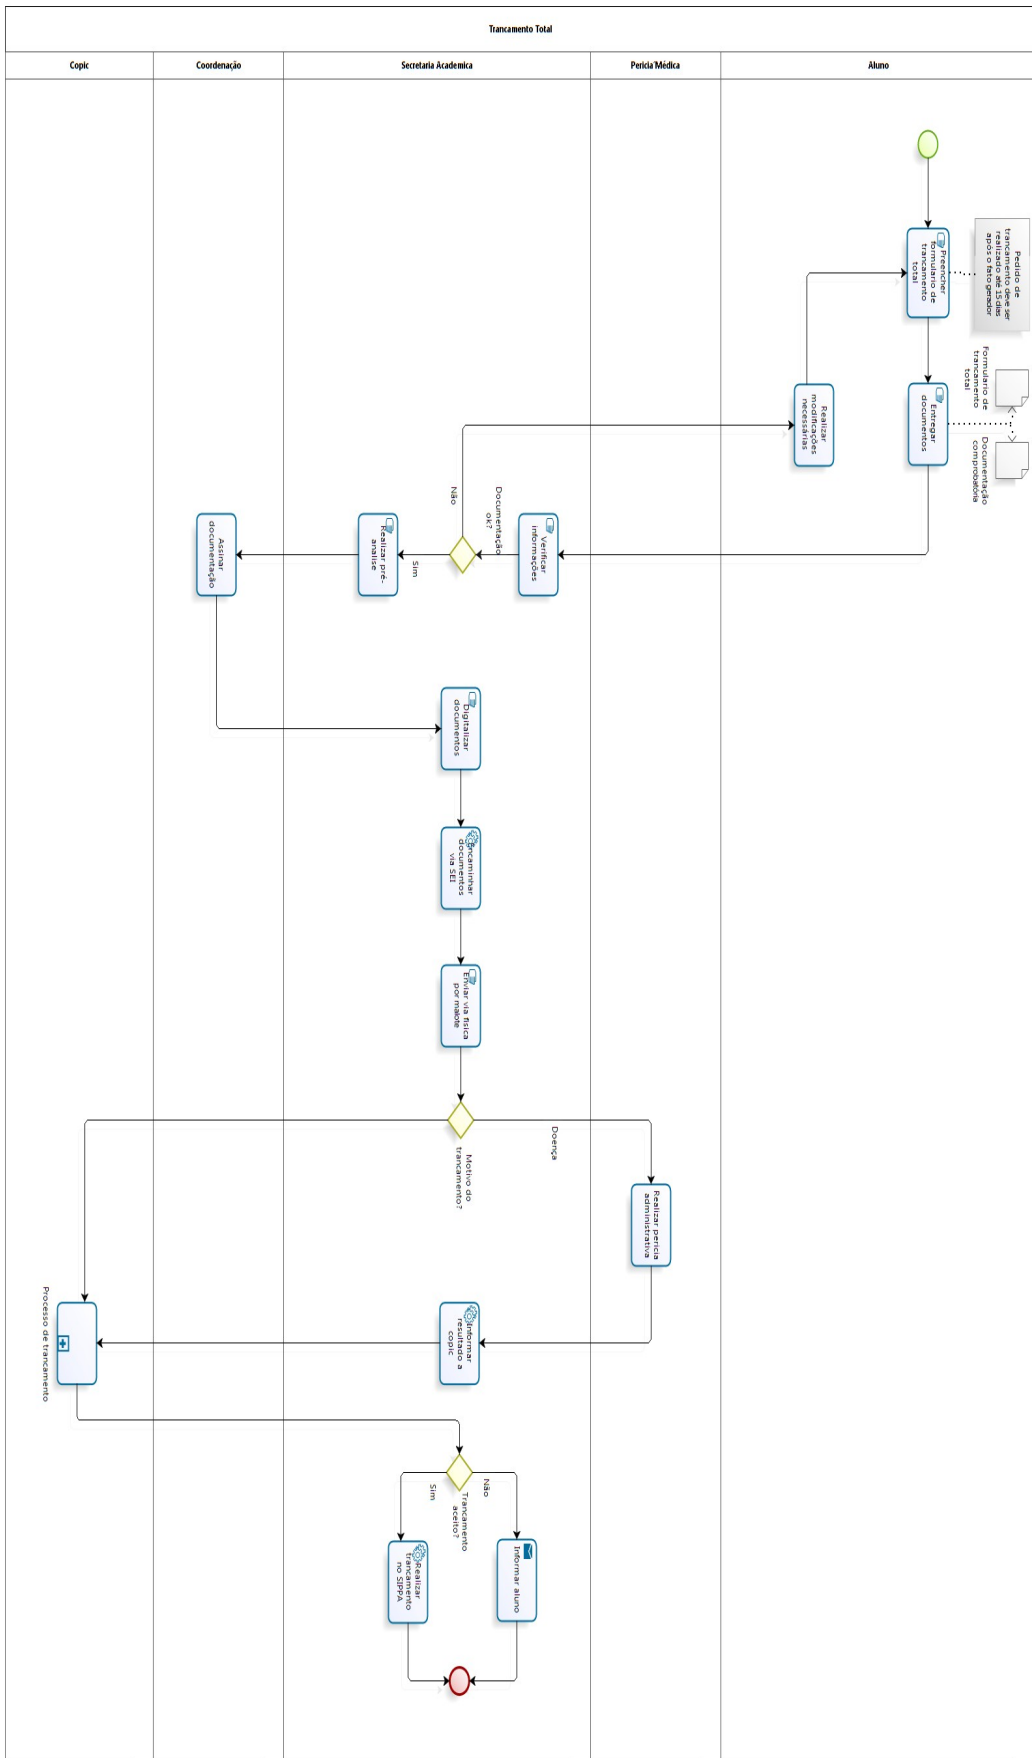 Trancamento Total
Copic
Coordenação
Secretaria Academica
Pericia Médica
Aluno
Pedido de
trancamento deve ser
realizado até 15 dias
após o fato gerador
Preencher
formulario de
trancamento
total
Formulario de
trancamento
total
Entregar
documentos
Documentação
comprobatória
Realizar
modificações
necessárias
Verificar
informações
Documentação
ok?
Não
Sim
Realizar pré-
analise
Assinar
documentação
Digitalizar
documentos
Encaminhar
documentos
via SEI
Enviar via fisica
por malote
Motivo do
trancamento?
Doença
Realizar pericia
administrativa
Informar
resultado a
copic
Processo de trancamento
Trancamento
aceito?
Não
Sim
Informar aluno
Realizar
trancamento
no SIPPA